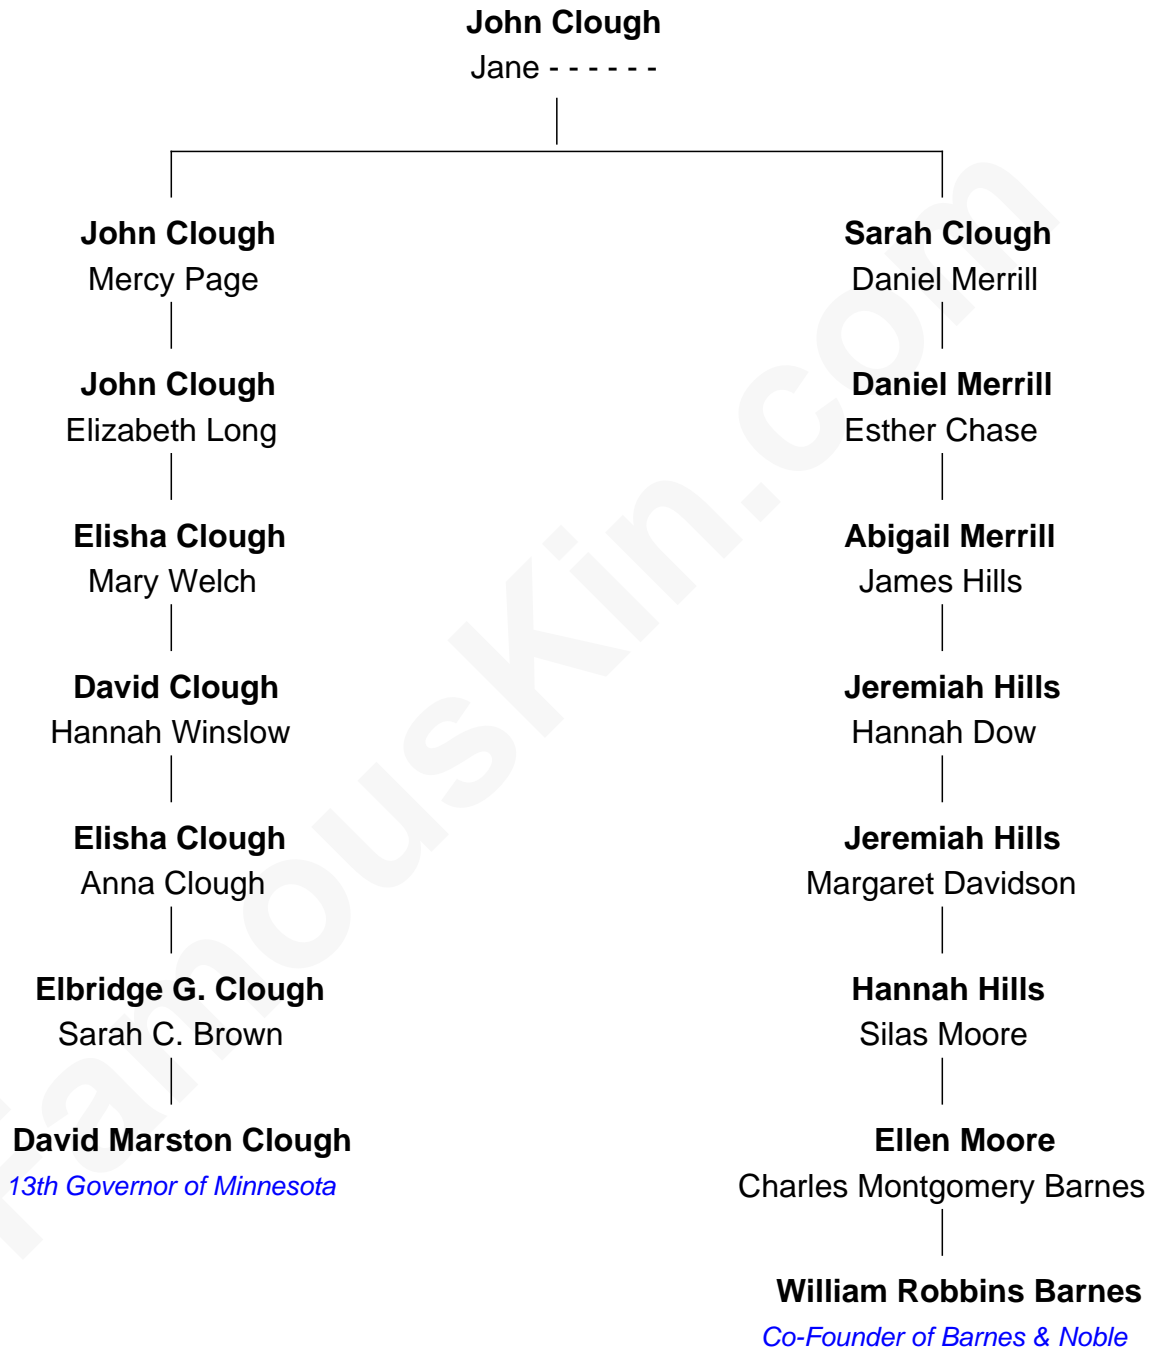 John Clough
Jane - - - - - -
John Clough
Mercy Page
Sarah Clough
Daniel Merrill
John Clough
Elizabeth Long
Daniel Merrill
Esther Chase
Elisha Clough
Mary Welch
Abigail Merrill
James Hills
David Clough
Hannah Winslow
Jeremiah Hills
Hannah Dow
Elisha Clough
Anna Clough
Jeremiah Hills
Margaret Davidson
Elbridge G. Clough
Sarah C. Brown
Hannah Hills
Silas Moore
David Marston Clough
13th Governor of Minnesota
Ellen Moore
Charles Montgomery Barnes
William Robbins Barnes
Co-Founder of Barnes & Noble
FamousKin.com